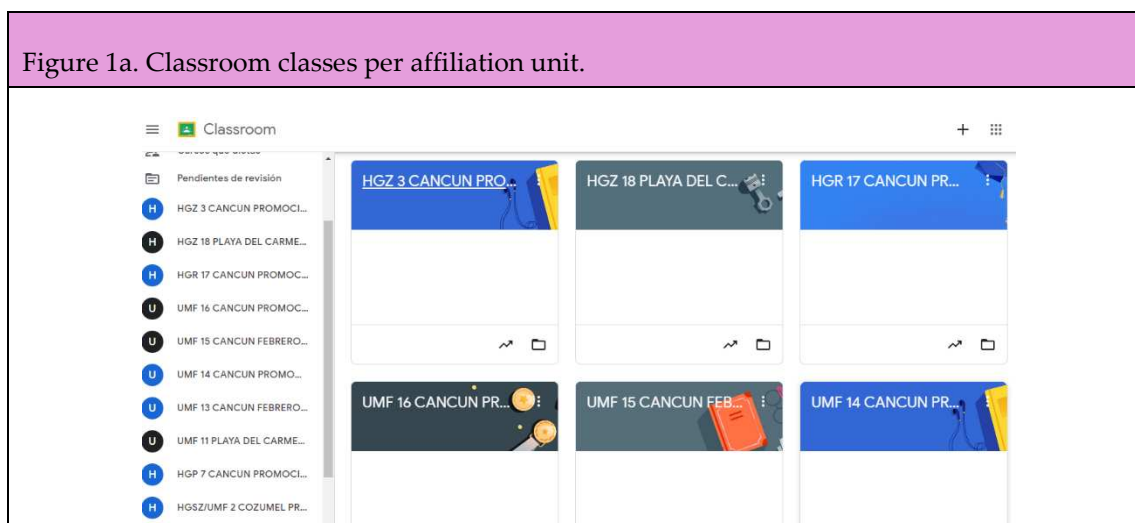 Figure 1a. Classroom classes per affiliation unit.
Classroom
Pendientes de revisión
HGZ 3 CANCUN PROMOCI...
HGZ 18 PLAYA DEL CARME...
HGR 17 CANCUN PROMOC...
UMF 16 CANCUN PROMOC...
UMF 15 CANCUN FEBRERO...
UMF 14 CANCUN PROMO...
UMF 13 CANCUN FEBRERO...
UMF 11 PLAYA DEL CARME...
HGP 7 CANCUN PROMOCI...
HGSZ/UMF 2 COZUMEL PR...
H
H
H
U
U
U
U
U
H
H
HGZ 3 CANCUN PRO...
HGZ 18 PLAYA DEL C...
HGR 17 CANCUN PR...
UMF 16 CANCUN PR...
UMF 15 CANCUN FEB...
UMF 14 CANCUN PR...